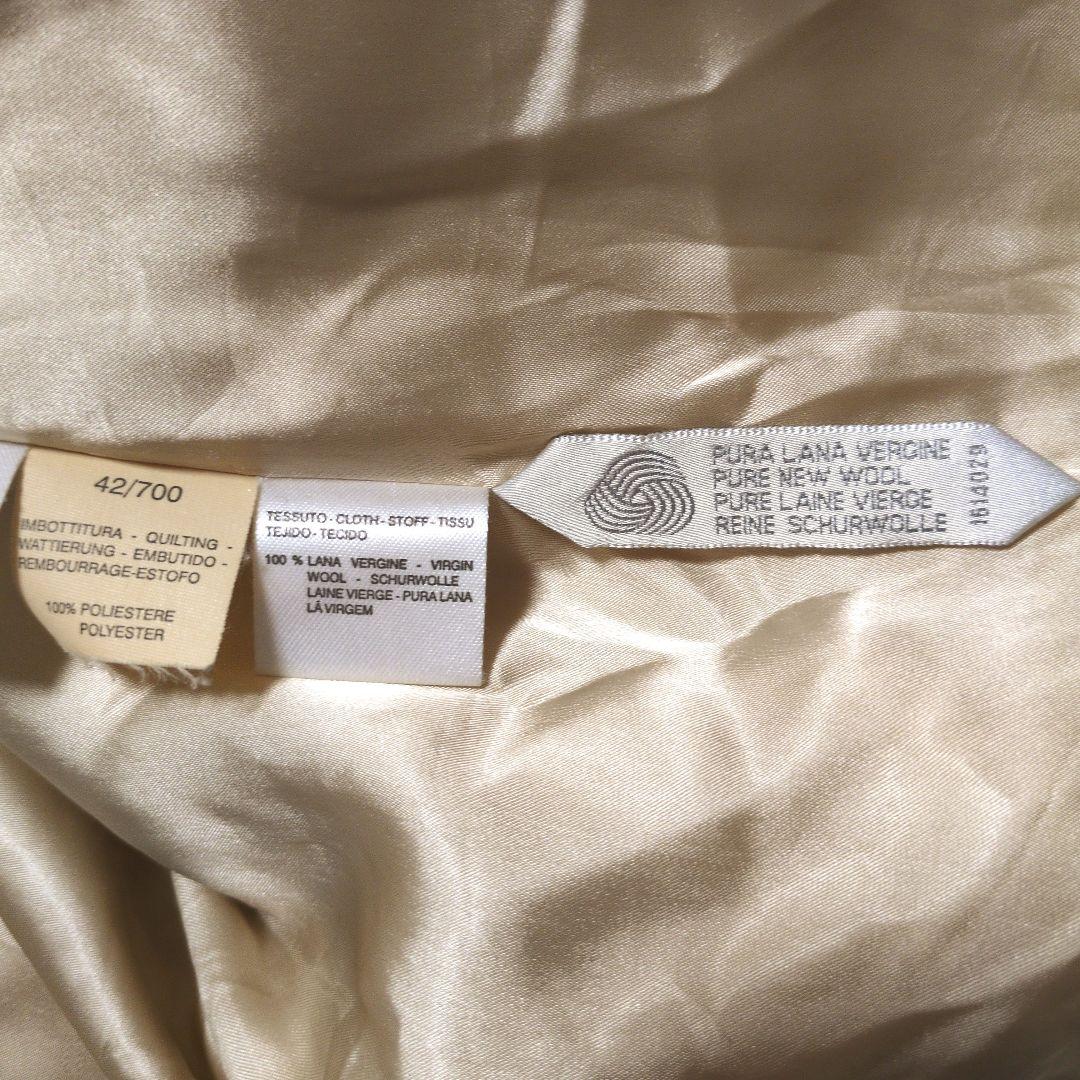 42/700
IMBOTTITURA - QUILTING -
WATTIERUNG - EMBUTIDO -
REMBOURRAGE-ESTOFO
100% POLIESTERE
POLYESTER
TESSUTO - CLOTH - STOFF - TISSU
TEJIDO - TECIDO
100 % LANA VERGINE - VIRGIN
WOOL - SCHURWOLLE
LAINE VIERGE - PURA LANA
LÂ VIRGEM
PURA LANA VERGINE
PURE NEW WOOL
PURE LAINE VIERGE
REINE SCHURWOLLE
1614029